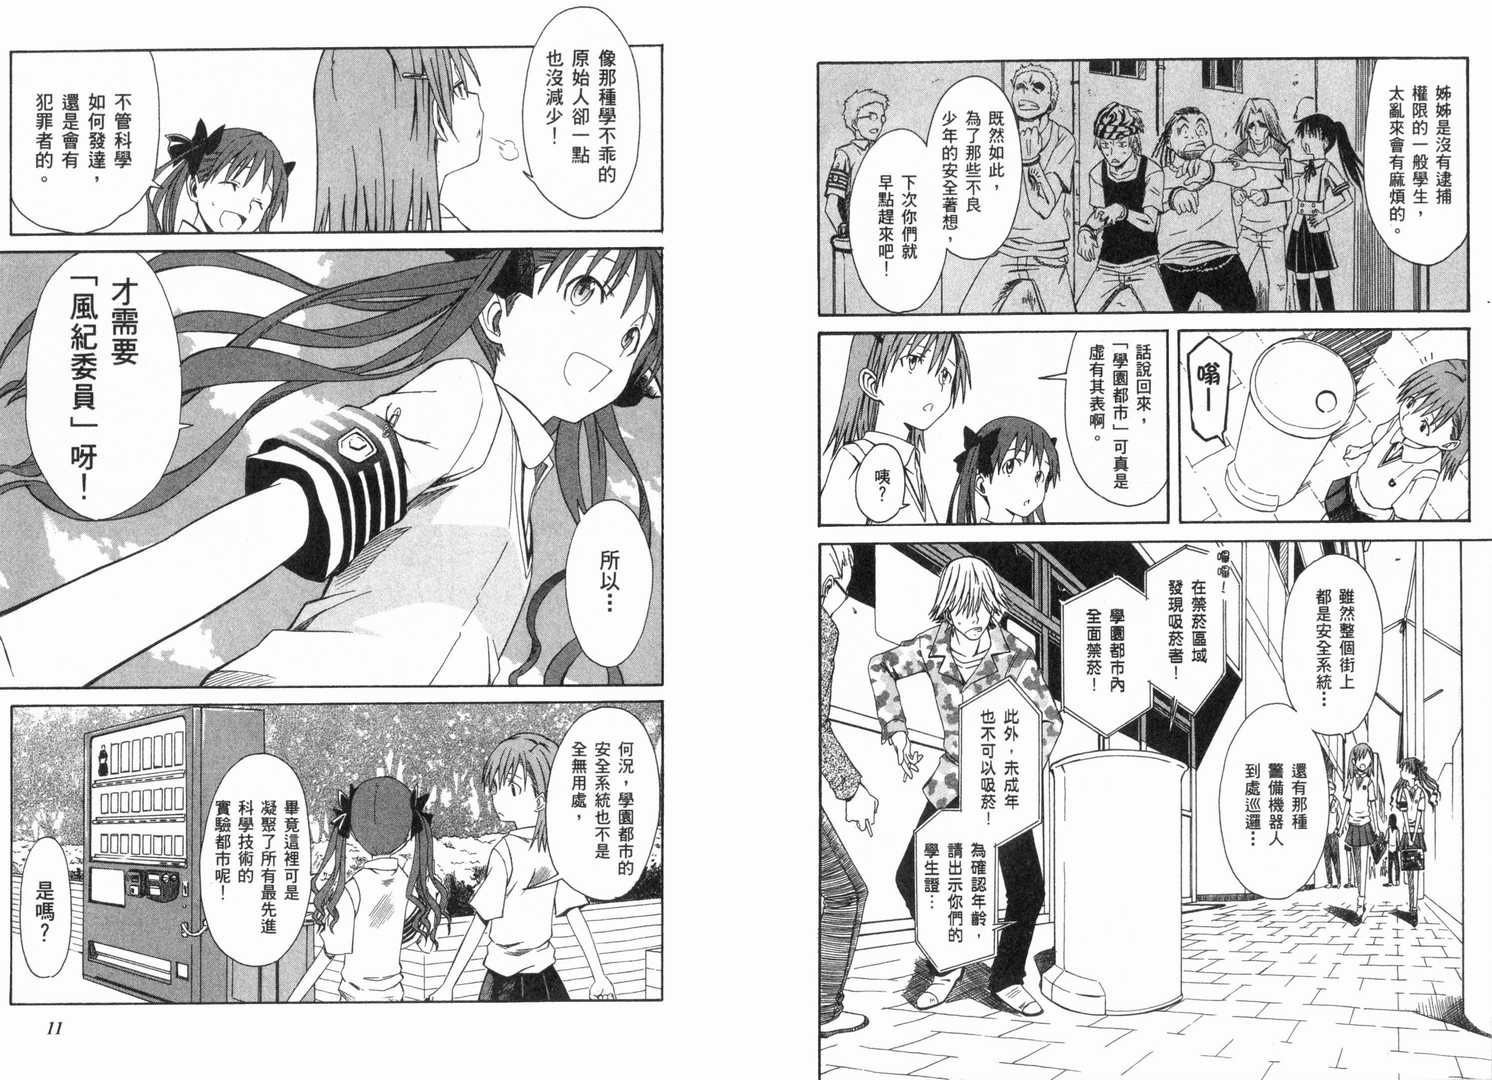 姊姊是沒有逮捕
權限的一般學生，
太亂來會有麻煩的。
既然如此，
為了那些不良
少年的安全著想，
下次你們就
早點趕來吧！
嗡ー
話說回來，
「學園都市」可真是
虛有其表啊。
咦？
雖然整個街上
都是安全系統…
還有那種
警備機器人
到處巡邏…
嗶嗶！
在禁菸區域
發現吸菸者！
學園都市內
全面禁菸！
此外，未成年
也不可以吸菸！
為確認年齡，
請出示你們的
學生證…
像那種學不乖的
原始人卻一點
也沒減少！
不管科學
如何發達，
還是會有
犯罪者的。
所以…
才需要
「風紀委員」呀！
何況，學園都市的
安全系統也不是
全無用處，
畢竟這裡可是
凝聚了所有最先進
科學技術的
實驗都市呢！
是嗎？
11